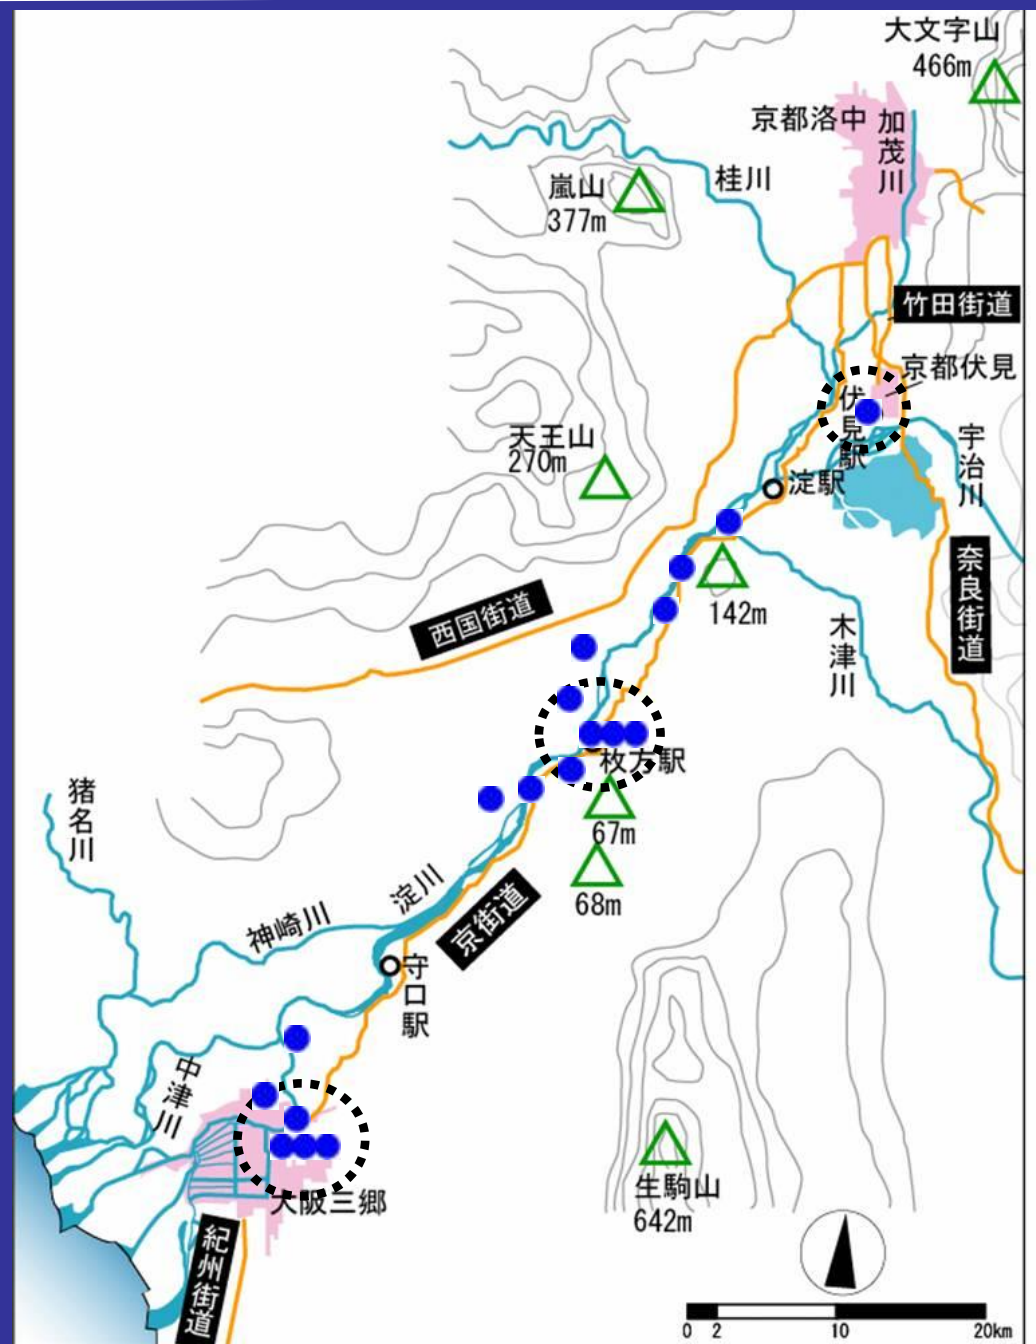 大文字山
466m
京都洛中
加茂川
桂川
嵐山
377m
竹田街道
京都伏見
伏見駅
天王山
270m
宇治川
淀駅
奈良街道
142m
西国街道
木津川
枚方駅
猪名川
67m
淀川
68m
神崎川
京街道
守口駅
中津川
大阪三郷
生駒山
642m
紀州街道
0 2 10 20km